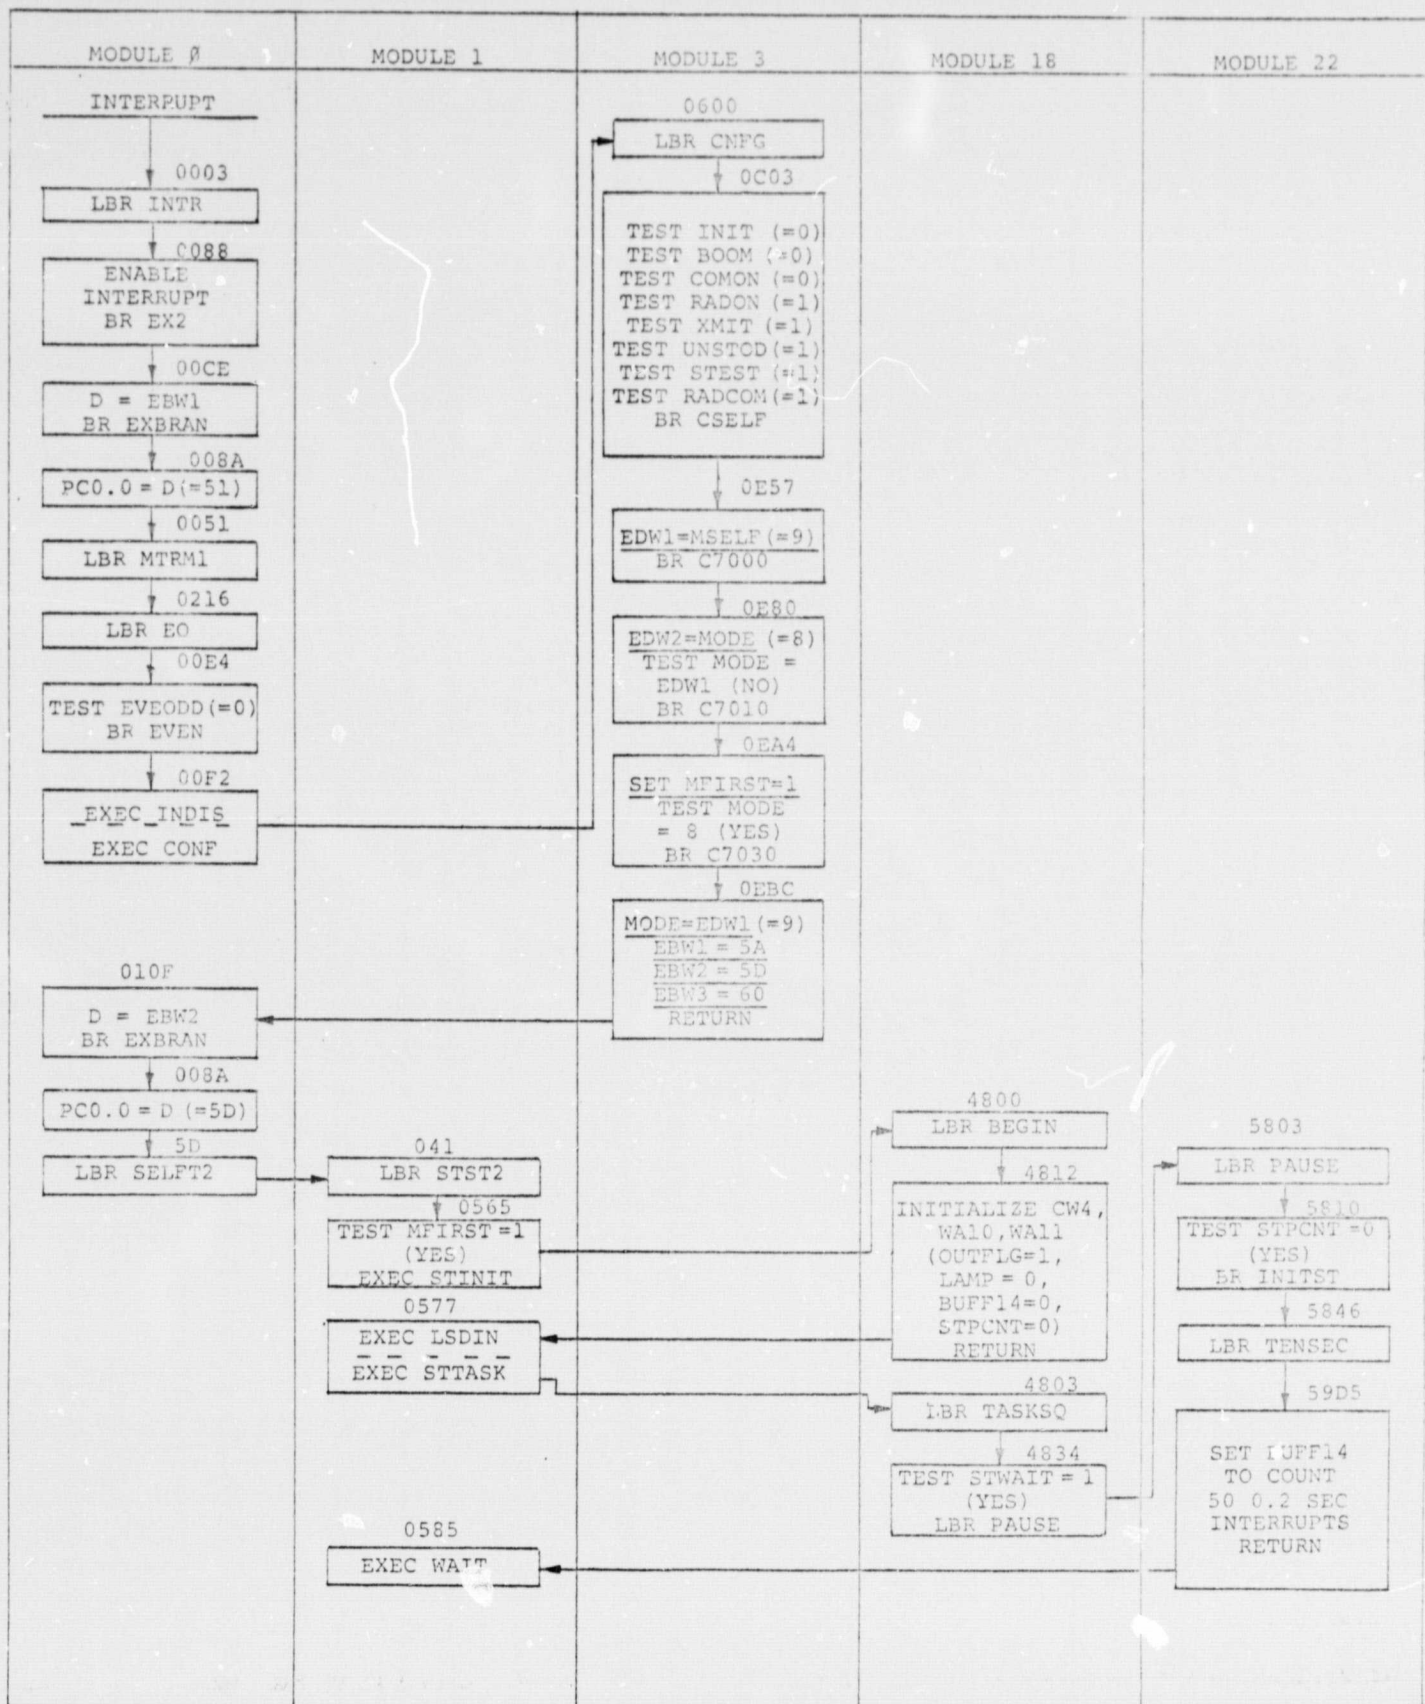 MODULE Ø
MODULE 1
MODULE 3
MODULE 18
MODULE 22
INTERRUPT
0003
LBR INTR
0088
ENABLE
INTERRUPT
BR EX2
00CE
D = EBW1
BR EXBRAN
008A
PC0.0 = D(=51)
0051
LBR MTRM1
0216
LBR EO
00E4
TEST EVEODD(=0)
BR EVEN
00F2
EXEC INDIS
EXEC CONF
010F
D = EBW2
BR EXBRAN
008A
PC0.0 = D (=5D)
5D
LBR SELFT2
041
LBR STST2
0565
TEST MFIRST=1
(YES)
EXEC STINIT
0577
EXEC LSDIN
EXEC STTASK
0585
EXEC WAIT
0600
LBR CNFG
0C03
TEST INIT (=0)
TEST BOOM (=0)
TEST COMON (=0)
TEST RADON (=1)
TEST XMIT (=1)
TEST UNSTOD(=1)
TEST STEST (=1)
TEST RADCOM(=1)
BR CSELF
0E57
EDW1=MSELF(=9)
BR C7000
0E80
EDW2=MODE (=8)
TEST MODE =
EDW1 (NO)
BR C7010
0EA4
SET MFIRST=1
TEST MODE
= 8 (YES)
BR C7030
0EBC
MODE=EDW1(=9)
EBW1 = 5A
EBW2 = 5D
EBW3 = 60
RETURN
4800
LBR BEGIN
4812
INITIALIZE CW4,
WA10,WA11
(OUTFLG=1,
LAMP = 0,
BUFF14=0,
STPCNT=0)
RETURN
4803
LBR TASKSQ
4834
TEST STWAIT = 1
(YES)
LBR PAUSE
5803
LBR PAUSE
5810
TEST STPCNT =0
(YES)
BR INITST
5846
LBR TENSEC
59D5
SET BUFF14
TO COUNT
50 0.2 SEC
INTERRUPTS
RETURN